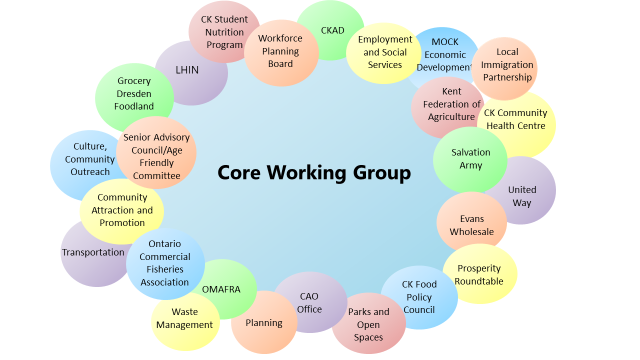 CK Student
Nutrition
Program
Workforce
Planning
Board
CKAD
Employment
and Social
Services
MOCK
Economic
Development
Local
Immigration
Partnership
LHIN
Kent
Federation of
Agriculture
CK Community
Health Centre
Grocery
Dresden
Foodland
Senior Advisory
Council/Age
Friendly
Committee
Culture,
Community
Outreach
Salvation
Army
Core Working Group
United
Way
Community
Attraction and
Promotion
Evans
Wholesale
Transportation
Ontario
Commercial
Fisheries
Association
Prosperity
Roundtable
OMAFRA
CAO
Office
CK Food
Policy
Council
Waste
Management
Planning
Parks and
Open
Spaces